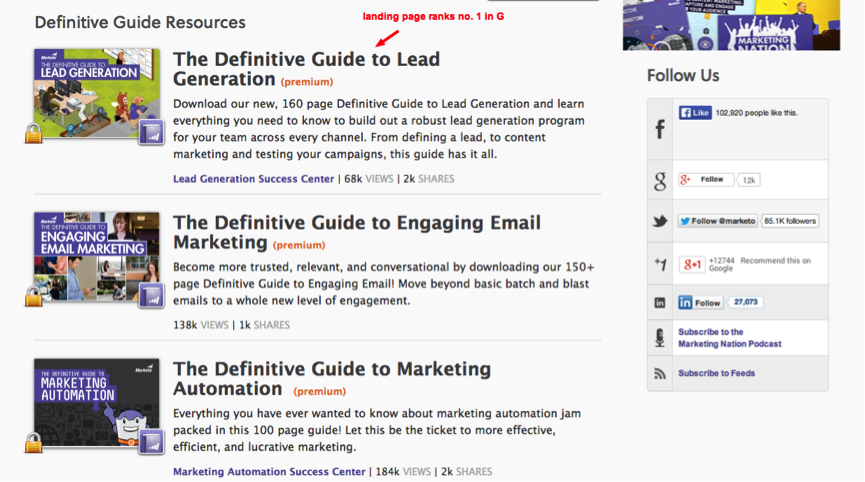 Definitive Guide Resources
landing page ranks no. 1 in G
Marketo
THE DEFINITIVE GUIDE TO
LEAD GENERATION
The Definitive Guide to Lead
Generation (premium)
Download our new, 160 page Definitive Guide to Lead Generation and learn
everything you need to know to build out a robust lead generation program
for your team across every channel. From defining a lead, to content
marketing and testing your campaigns, this guide has it all.
Lead Generation Success Center | 68k VIEWS | 2k SHARES
Marketo
THE DEFINITIVE GUIDE TO
ENGAGING
EMAIL MARKETING
The Definitive Guide to Engaging Email
Marketing (premium)
Become more trusted, relevant, and conversational by downloading our 150+
page Definitive Guide to Engaging Email! Move beyond basic batch and blast
emails to a whole new level of engagement.
138k VIEWS | 1k SHARES
Marketo
THE DEFINITIVE GUIDE TO
MARKETING
AUTOMATION
The Definitive Guide to Marketing
Automation (premium)
Everything you have ever wanted to know about marketing automation jam
packed in this 100 page guide! Let this be the ticket to more effective,
efficient, and lucrative marketing.
Marketing Automation Success Center | 184k VIEWS | 2k SHARES
CAPTURE AND ENGAGE
YOUR AUDIENCE
MARKETING
NATION
Follow Us
f Like 102,920 people like this.
g+ Follow 12k
Follow @marketo 85.1K followers
+1 g+1 +12744 Recommend this on
Google
in in Follow 27,073
Subscribe to the
Marketing Nation Podcast
Subscribe to Feeds